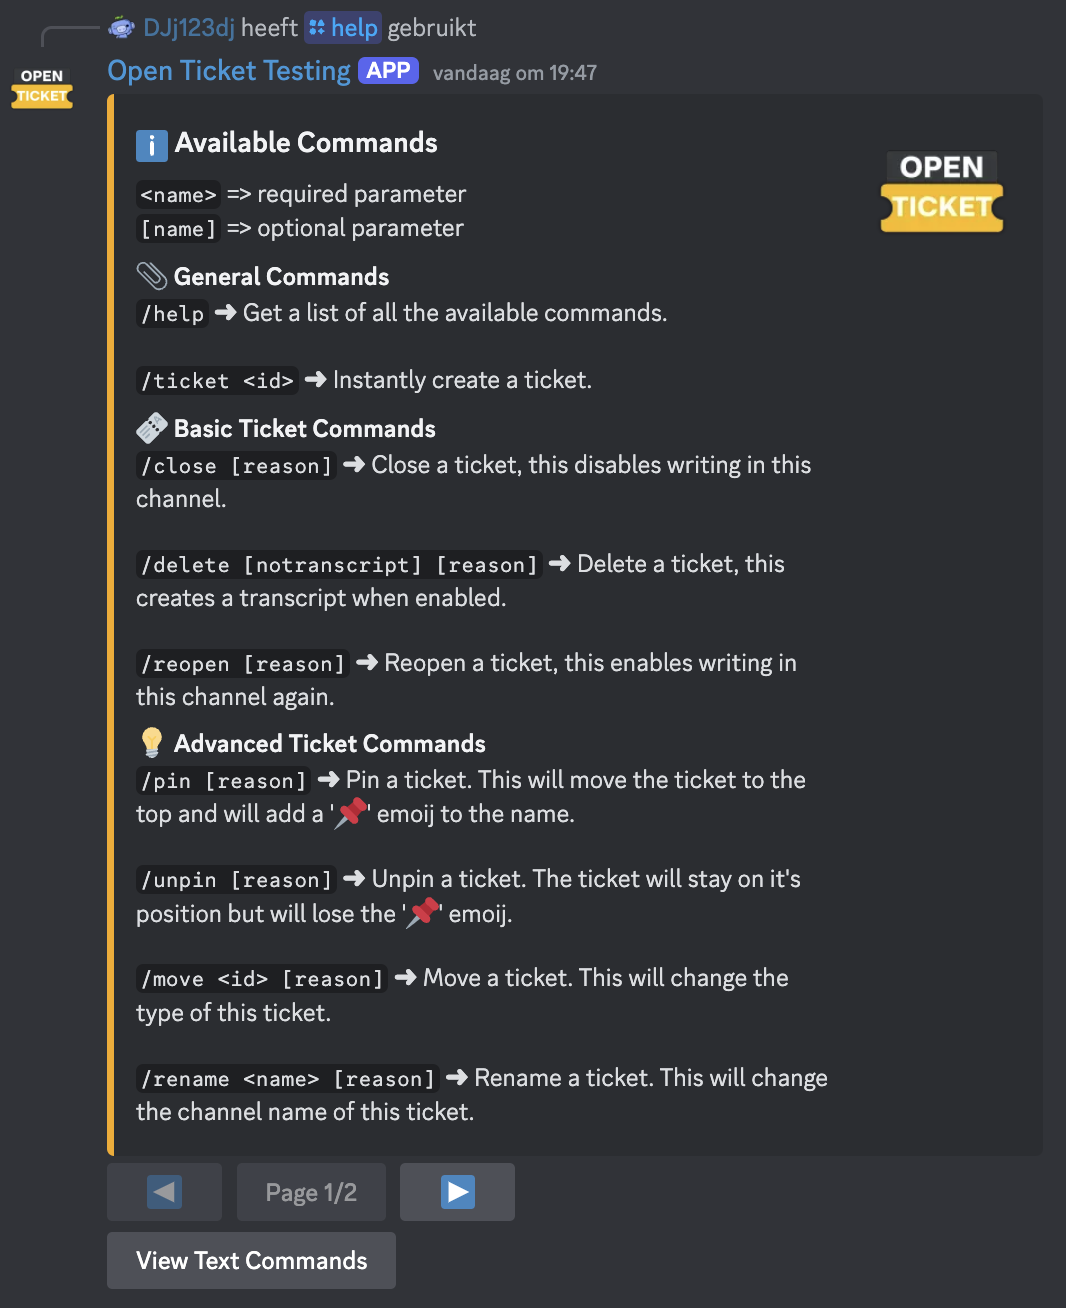 DJj123dj heeft help gebruikt
Open Ticket Testing APP vandaag om 19:47
OPEN
TICKET
Available Commands
OPEN
TICKET
<name> => required parameter
[name] => optional parameter
General Commands
/help ➜ Get a list of all the available commands.
/ticket <id> ➜ Instantly create a ticket.
Basic Ticket Commands
/close [reason] ➜ Close a ticket, this disables writing in this
channel.
/delete [notranscript] [reason] ➜ Delete a ticket, this
creates a transcript when enabled.
/reopen [reason] ➜ Reopen a ticket, this enables writing in
this channel again.
Advanced Ticket Commands
/pin [reason] ➜ Pin a ticket. This will move the ticket to the
top and will add a '📌' emoij to the name.
/unpin [reason] ➜ Unpin a ticket. The ticket will stay on it's
position but will lose the '📌' emoij.
/move <id> [reason] ➜ Move a ticket. This will change the
type of this ticket.
/rename <name> [reason] ➜ Rename a ticket. This will change
the channel name of this ticket.
Page 1/2
View Text Commands